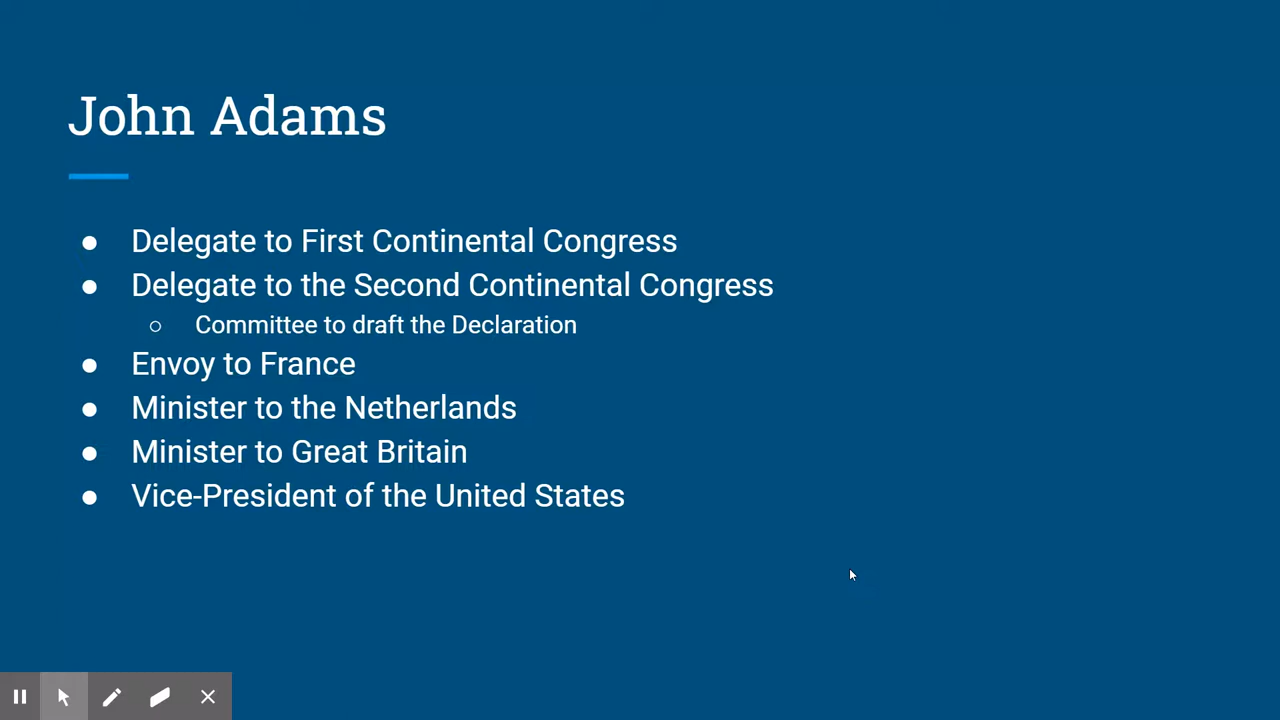 John Adams
● Delegate to First Continental Congress
● Delegate to the Second Continental Congress
○ Committee to draft the Declaration
● Envoy to France
● Minister to the Netherlands
● Minister to Great Britain
● Vice-President of the United States